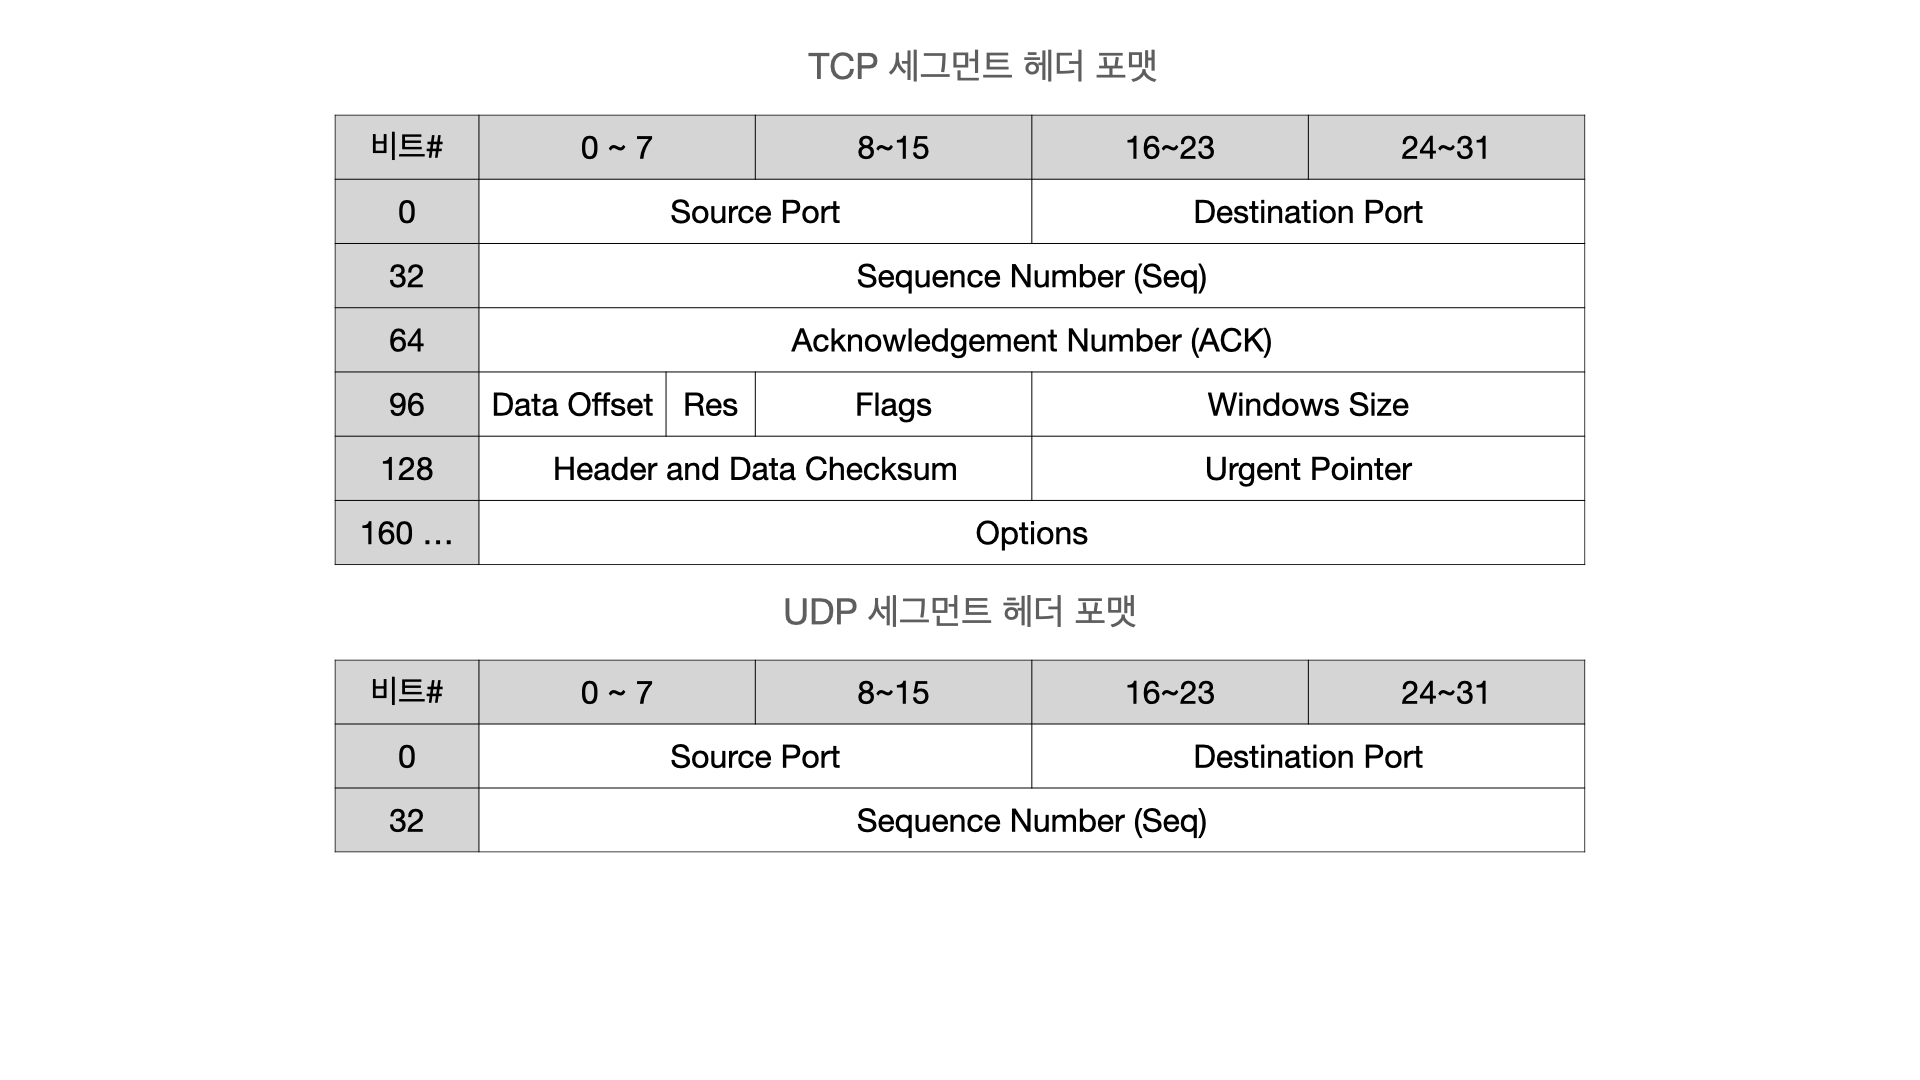 TCP 세그먼트 헤더 포맷
비트# 0 ~ 7 8~15 16~23 24~31
0 Source Port Destination Port
32 Sequence Number (Seq)
64 Acknowledgement Number (ACK)
96 Data Offset Res Flags Windows Size
128 Header and Data Checksum Urgent Pointer
160 … Options
UDP 세그먼트 헤더 포맷
비트# 0 ~ 7 8~15 16~23 24~31
0 Source Port Destination Port
32 Sequence Number (Seq)